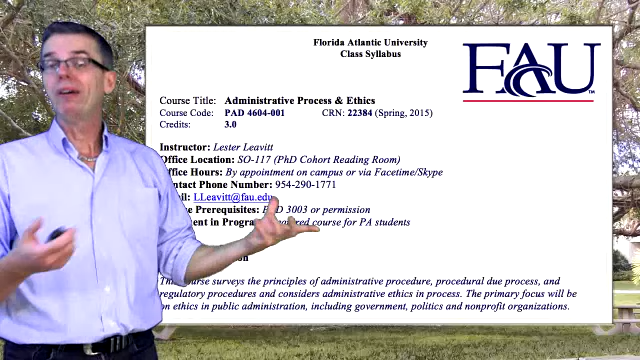 Florida Atlantic University
Class Syllabus
FAU
Course Title: Administrative Process & Ethics
Course Code: PAD 4604-001 CRN: 22384 (Spring, 2015)
Credits: 3.0
Instructor: Lester Leavitt
Office Location: SO-117 (PhD Cohort Reading Room)
Office Hours: By appointment on campus or via Facetime/Skype
Contact Phone Number: 954-290-1771
LLeavitt@fau.edu
Prerequisites: 3003 or permission
in course for PA students
This Course surveys the principles of administrative procedure, procedural due process, and
regulatory procedures and considers administrative ethics in process. The primary focus will be
on ethics in public administration, including government, politics and nonprofit organizations.